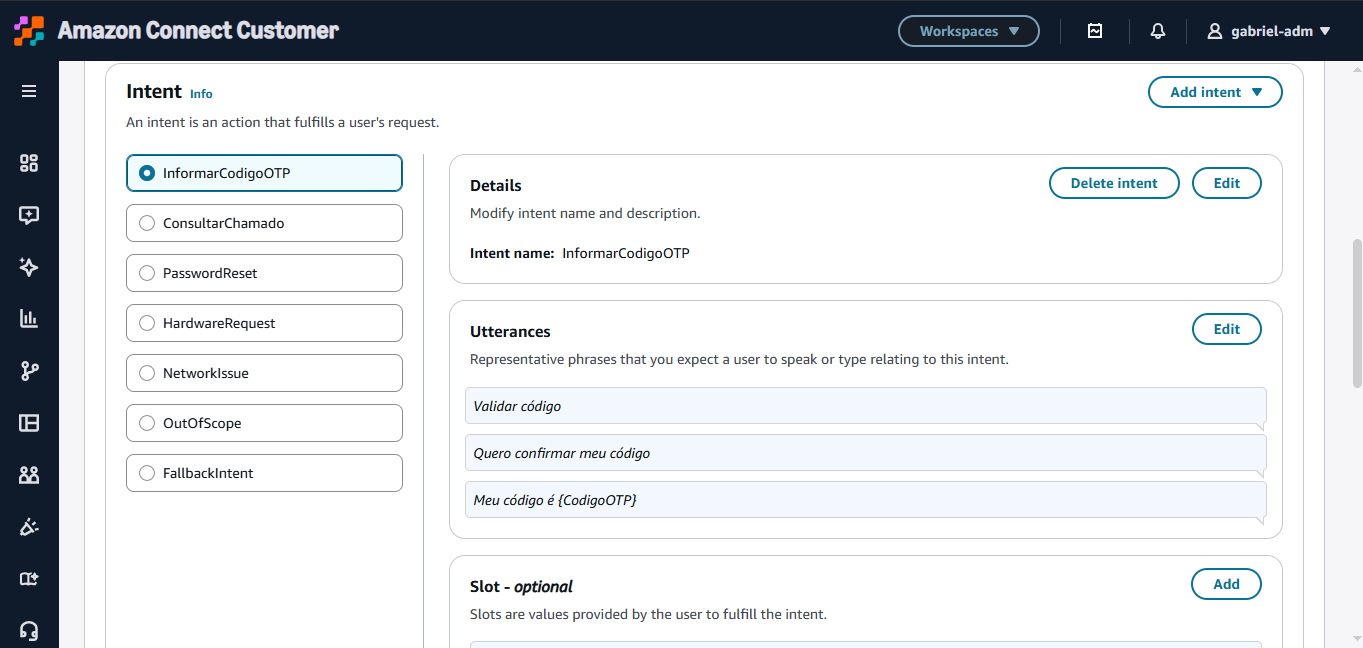 Amazon Connect Customer
Workspaces
gabriel-adm
Intent Info
Add intent
An intent is an action that fulfills a user's request.
InformarCodigoOTP
ConsultarChamado
PasswordReset
HardwareRequest
NetworkIssue
OutOfScope
FallbackIntent
Details
Delete intent
Edit
Modify intent name and description.
Intent name: InformarCodigoOTP
Utterances
Edit
Representative phrases that you expect a user to speak or type relating to this intent.
Validar código
Quero confirmar meu código
Meu código é {CodigoOTP}
Slot - optional
Add
Slots are values provided by the user to fulfill the intent.